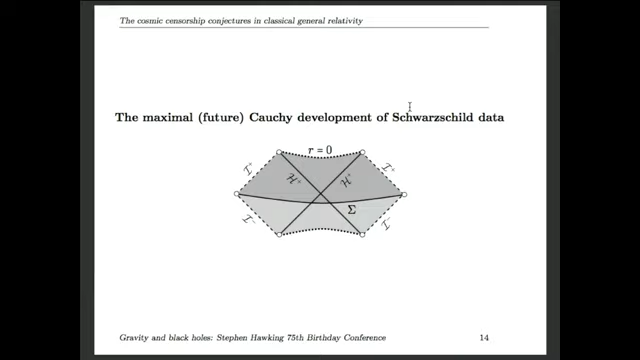 The cosmic censorship conjectures in classical general relativity
The maximal (future) Cauchy development of Schwarzschild data
r = 0
I⁺
H⁺
H⁺
I⁺
Σ
I⁻
I⁻
Gravity and black holes: Stephen Hawking 75th Birthday Conference
14